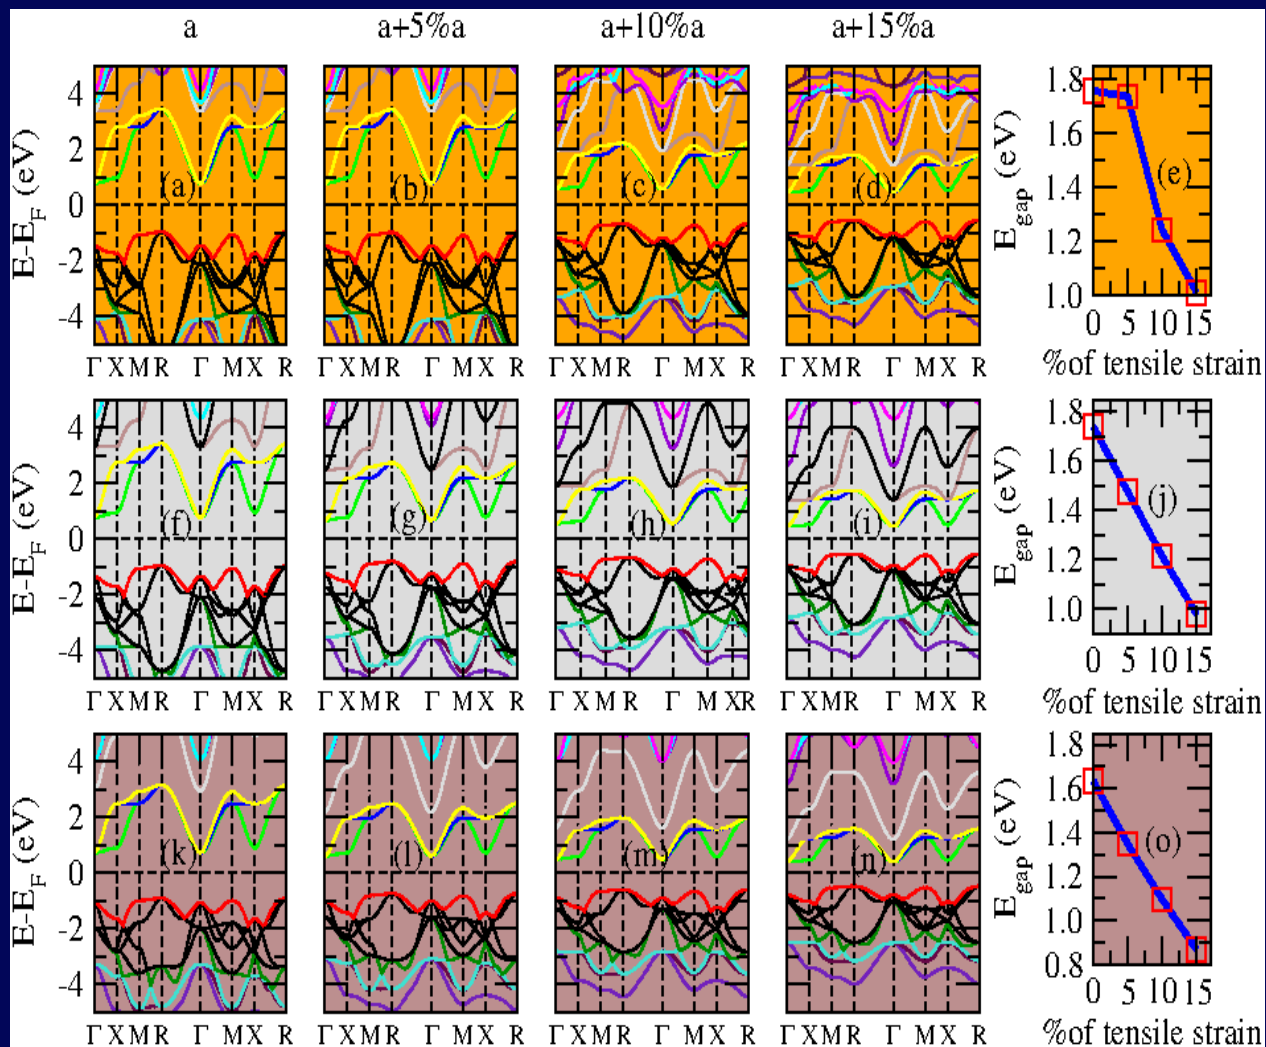 a a+5%a a+10%a a+15%a
E-E_F (eV)
4
2
0
-2
-4
(a) (b) (c) (d)
Γ X M R Γ M X R
Γ X M R Γ M X R
Γ X M R Γ M X R
Γ X M R Γ M X R
E_gap (eV)
1.8
1.6
1.4
1.2
1.0
(e)
0 5 10 15
% of tensile strain
E-E_F (eV)
4
2
0
-2
-4
(f) (g) (h) (i)
Γ X M R Γ M X R
Γ X M R Γ M X R
Γ X M R Γ M X R
Γ X M R Γ M X R
E_gap (eV)
1.8
1.6
1.4
1.2
1.0
(j)
0 5 10 15
% of tensile strain
E-E_F (eV)
4
2
0
-2
-4
(k) (l) (m) (n)
Γ X M R Γ M X R
Γ X M R Γ M X R
Γ X M R Γ M X R
Γ X M R Γ M X R
E_gap (eV)
1.8
1.6
1.4
1.2
1.0
0.8
(o)
0 5 10 15
% of tensile strain